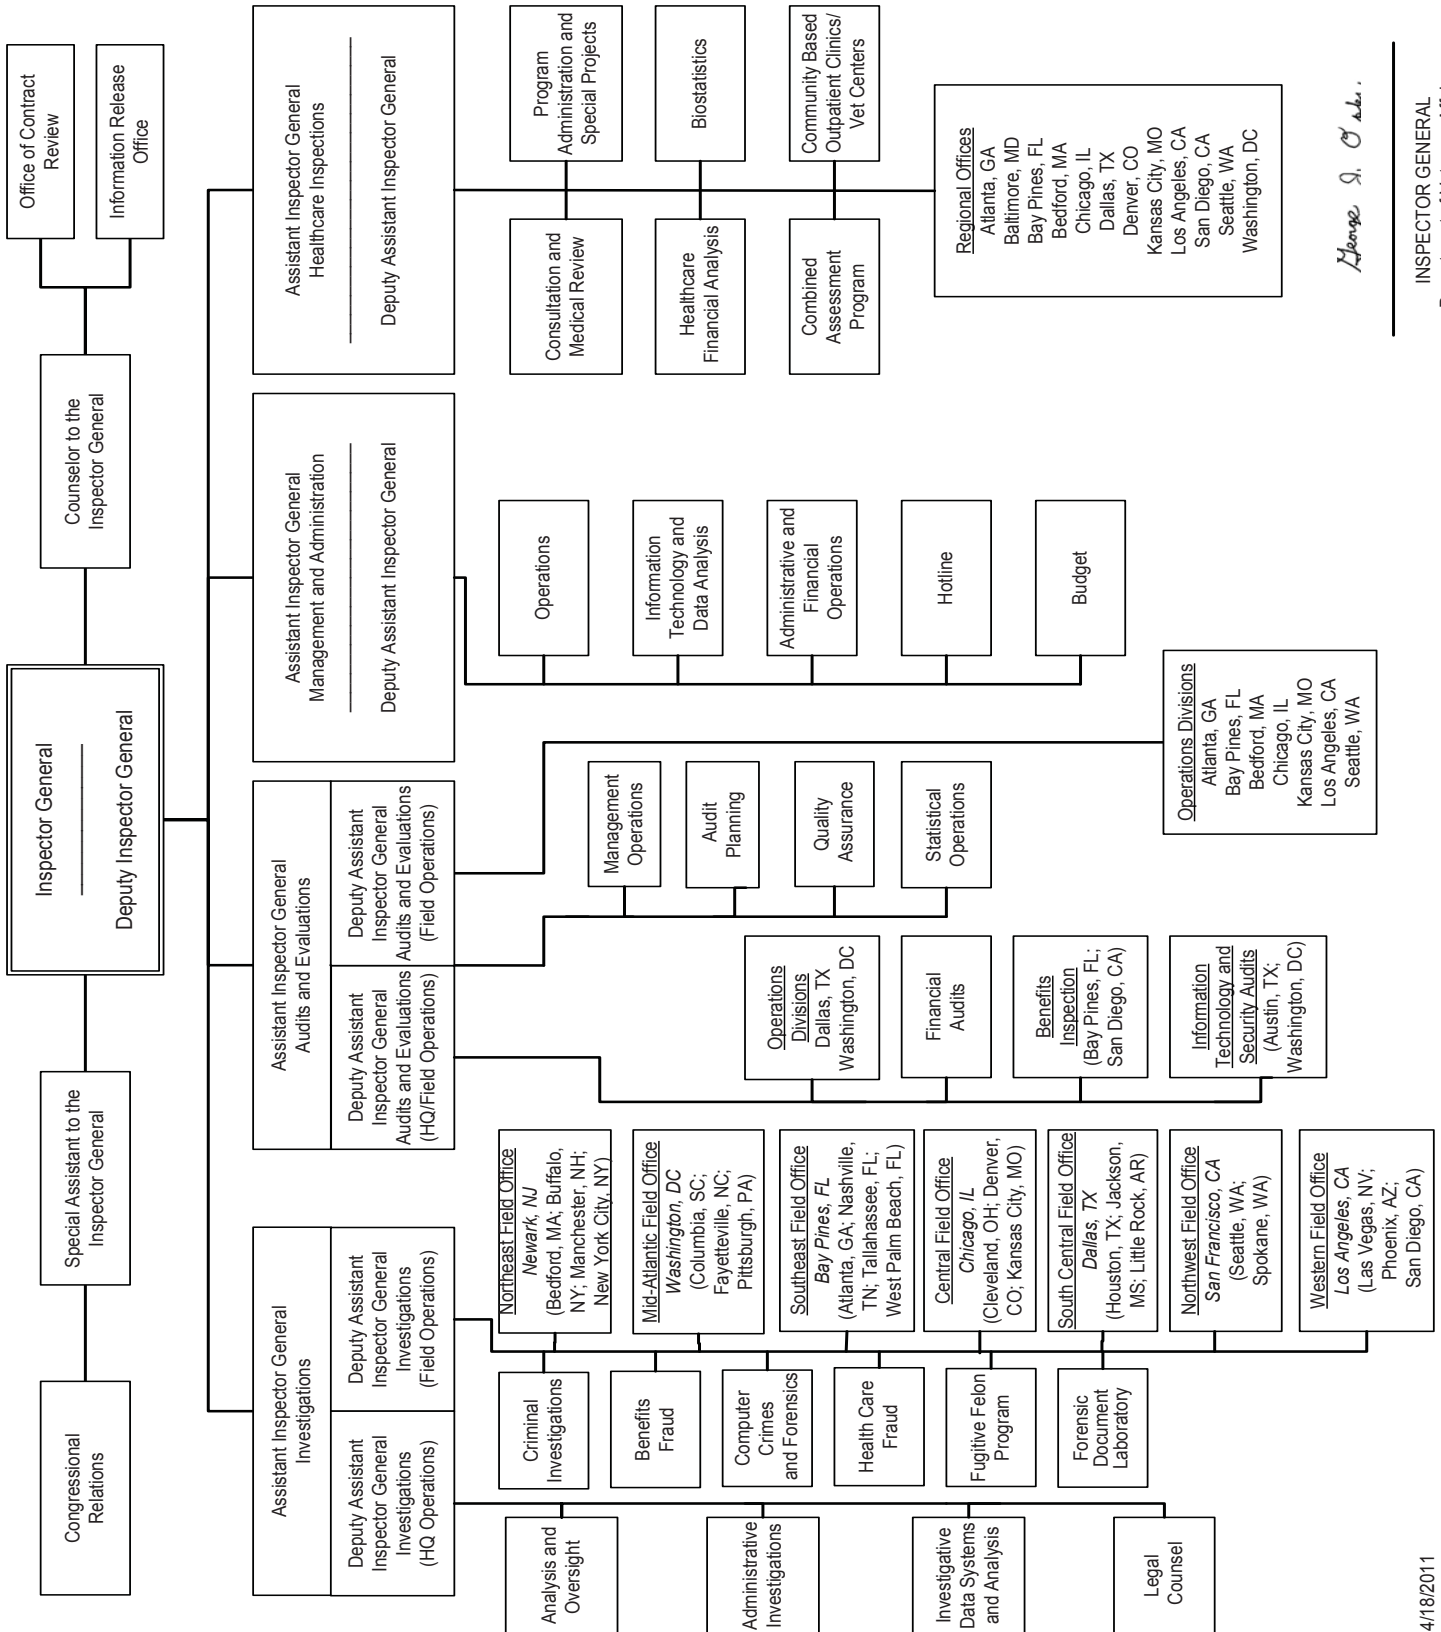 Congressional
Relations
Special Assistant to the
Inspector General
Inspector General
Deputy Inspector General
Counselor to the
Inspector General
Office of Contract
Review
Information Release
Office
Assistant Inspector General
Investigations
Deputy Assistant
Inspector General
Investigations
(HQ Operations)
Deputy Assistant
Inspector General
Investigations
(Field Operations)
Assistant Inspector General
Audits and Evaluations
Deputy Assistant
Inspector General
Audits and Evaluations
(HQ/Field Operations)
Deputy Assistant
Inspector General
Audits and Evaluations
(Field Operations)
Assistant Inspector General
Management and Administration
Deputy Assistant Inspector General
Assistant Inspector General
Healthcare Inspections
Deputy Assistant Inspector General
Analysis and
Oversight
Administrative
Investigations
Investigative
Data Systems
and Analysis
Legal
Counsel
Criminal
Investigations
Benefits
Fraud
Computer
Crimes
and Forensics
Health Care
Fraud
Fugitive Felon
Program
Forensic
Document
Laboratory
Northeast Field Office
Newark, NJ
(Bedford, MA; Buffalo,
NY; Manchester, NH;
New York City, NY)
Mid-Atlantic Field Office
Washington, DC
(Columbia, SC;
Fayetteville, NC;
Pittsburgh, PA)
Southeast Field Office
Bay Pines, FL
(Atlanta, GA; Nashville,
TN; Tallahassee, FL;
West Palm Beach, FL)
Central Field Office
Chicago, IL
(Cleveland, OH; Denver,
CO; Kansas City, MO)
South Central Field Office
Dallas, TX
(Houston, TX; Jackson,
MS; Little Rock, AR)
Northwest Field Office
San Francisco, CA
(Seattle, WA;
Spokane, WA)
Western Field Office
Los Angeles, CA
(Las Vegas, NV;
Phoenix, AZ;
San Diego, CA)
Operations
Divisions
Dallas, TX
Washington, DC
Financial
Audits
Benefits
Inspection
(Bay Pines, FL;
San Diego, CA)
Information
Technology and
Security Audits
(Austin, TX;
Washington, DC)
Management
Operations
Audit
Planning
Quality
Assurance
Statistical
Operations
Operations Divisions
Atlanta, GA
Bay Pines, FL
Bedford, MA
Chicago, IL
Kansas City, MO
Los Angeles, CA
Seattle, WA
Operations
Information
Technology and
Data Analysis
Administrative and
Financial
Operations
Hotline
Budget
Consultation and
Medical Review
Program
Administration and
Special Projects
Healthcare
Financial Analysis
Biostatistics
Combined
Assessment
Program
Community Based
Outpatient Clinics/
Vet Centers
Regional Offices
Atlanta, GA
Baltimore, MD
Bay Pines, FL
Bedford, MA
Chicago, IL
Dallas, TX
Denver, CO
Kansas City, MO
Los Angeles, CA
San Diego, CA
Seattle, WA
Washington, DC
George
INSPECTOR GENERAL
4/18/2011